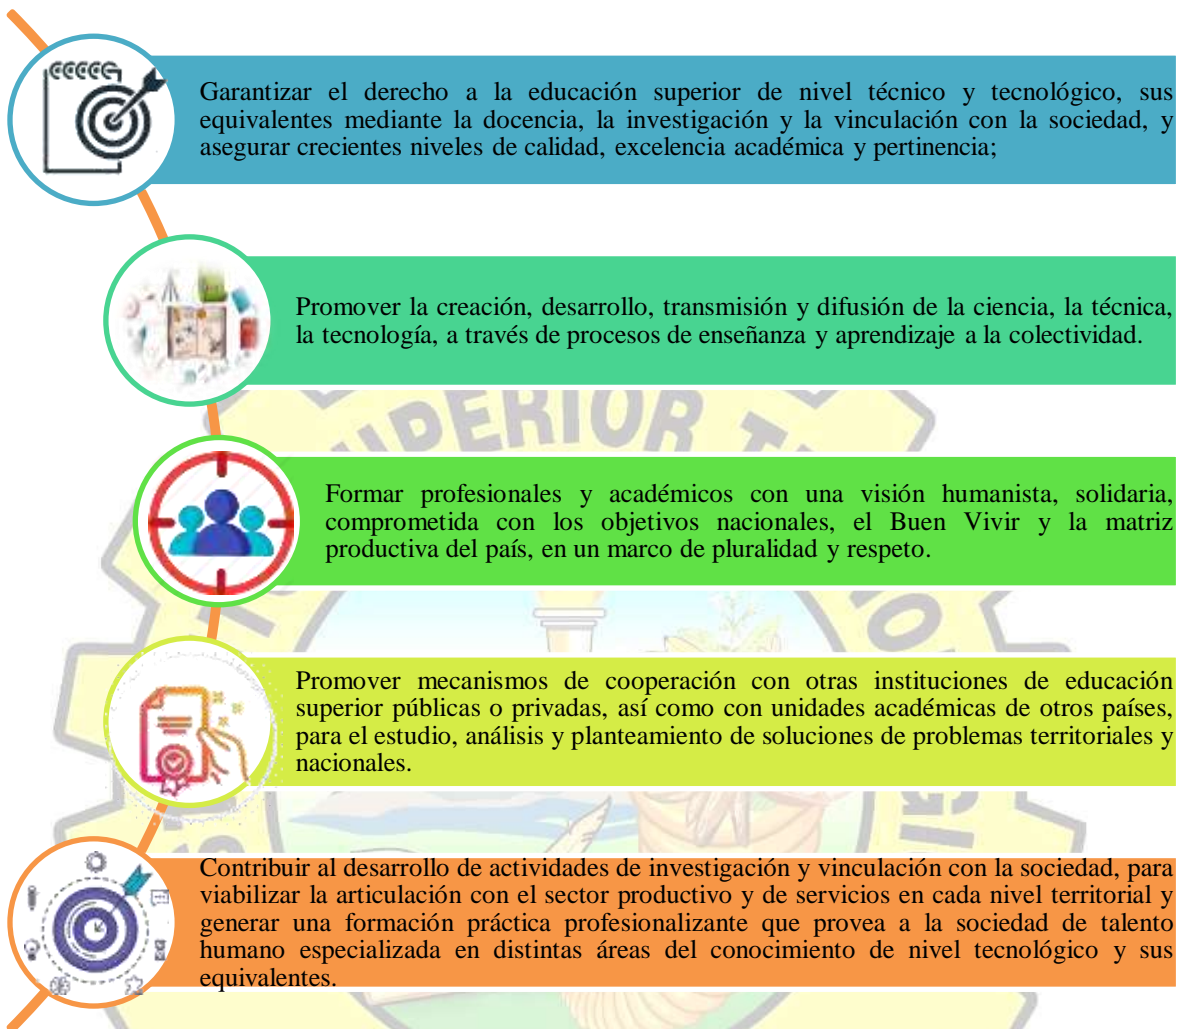 Garantizar el derecho a la educación superior de nivel técnico y tecnológico, sus
equivalentes mediante la docencia, la investigación y la vinculación con la sociedad, y
asegurar crecientes niveles de calidad, excelencia académica y pertinencia;
Promover la creación, desarrollo, transmisión y difusión de la ciencia, la técnica,
la tecnología, a través de procesos de enseñanza y aprendizaje a la colectividad.
SUPERIOR
Formar profesionales y académicos con una visión humanista, solidaria,
comprometida con los objetivos nacionales, el Buen Vivir y la matriz
productiva del país, en un marco de pluralidad y respeto.
Promover mecanismos de cooperación con otras instituciones de educación
superior públicas o privadas, así como con unidades académicas de otros países,
para el estudio, análisis y planteamiento de soluciones de problemas territoriales y
nacionales.
Contribuir al desarrollo de actividades de investigación y vinculación con la sociedad, para
viabilizar la articulación con el sector productivo y de servicios en cada nivel territorial y
generar una formación práctica profesionalizante que provea a la sociedad de talento
humano especializada en distintas áreas del conocimiento de nivel tecnológico y sus
equivalentes.